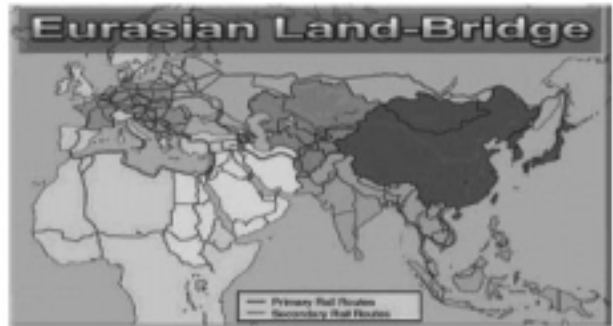 Eurasian Land-Bridge
Primary Rail Routes
Secondary Rail Routes